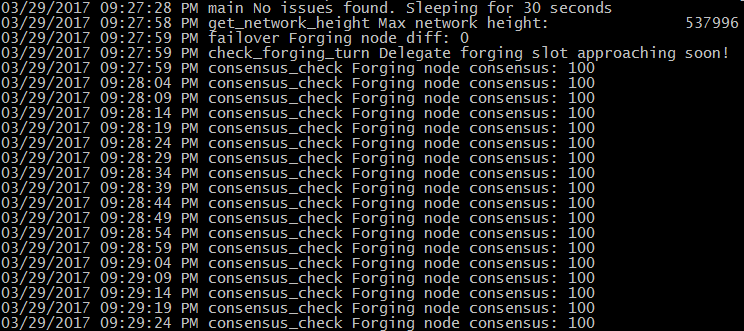 03/29/2017 09:27:28 PM main No issues found. Sleeping for 30 seconds
03/29/2017 09:27:58 PM get_network_height Max network height: 537996
03/29/2017 09:27:59 PM failover Forging node diff: 0
03/29/2017 09:27:59 PM check_forging_turn Delegate forging slot approaching soon!
03/29/2017 09:27:59 PM consensus_check Forging node consensus: 100
03/29/2017 09:28:04 PM consensus_check Forging node consensus: 100
03/29/2017 09:28:09 PM consensus_check Forging node consensus: 100
03/29/2017 09:28:14 PM consensus_check Forging node consensus: 100
03/29/2017 09:28:19 PM consensus_check Forging node consensus: 100
03/29/2017 09:28:24 PM consensus_check Forging node consensus: 100
03/29/2017 09:28:29 PM consensus_check Forging node consensus: 100
03/29/2017 09:28:34 PM consensus_check Forging node consensus: 100
03/29/2017 09:28:39 PM consensus_check Forging node consensus: 100
03/29/2017 09:28:44 PM consensus_check Forging node consensus: 100
03/29/2017 09:28:49 PM consensus_check Forging node consensus: 100
03/29/2017 09:28:54 PM consensus_check Forging node consensus: 100
03/29/2017 09:28:59 PM consensus_check Forging node consensus: 100
03/29/2017 09:29:04 PM consensus_check Forging node consensus: 100
03/29/2017 09:29:09 PM consensus_check Forging node consensus: 100
03/29/2017 09:29:14 PM consensus_check Forging node consensus: 100
03/29/2017 09:29:19 PM consensus_check Forging node consensus: 100
03/29/2017 09:29:24 PM consensus_check Forging node consensus: 100